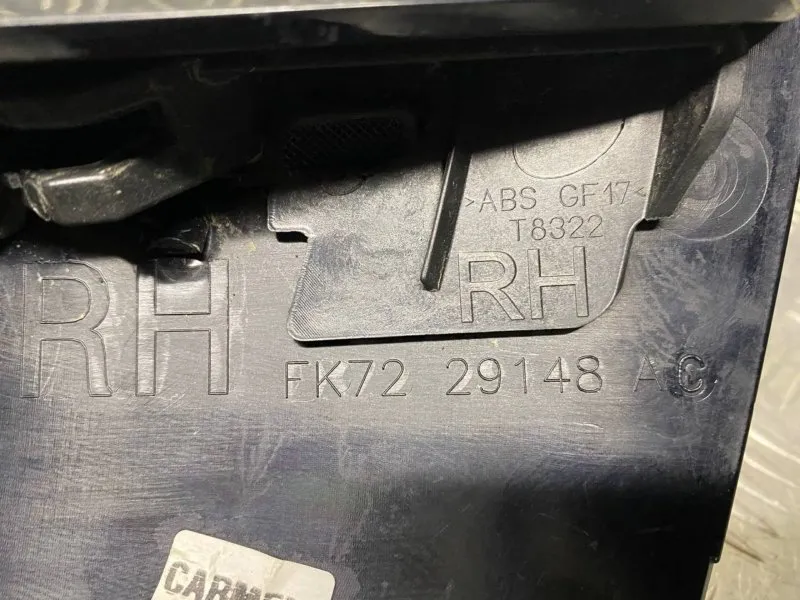 >ABS GF17<
T8322
RH
RH
FK72 29148 AC